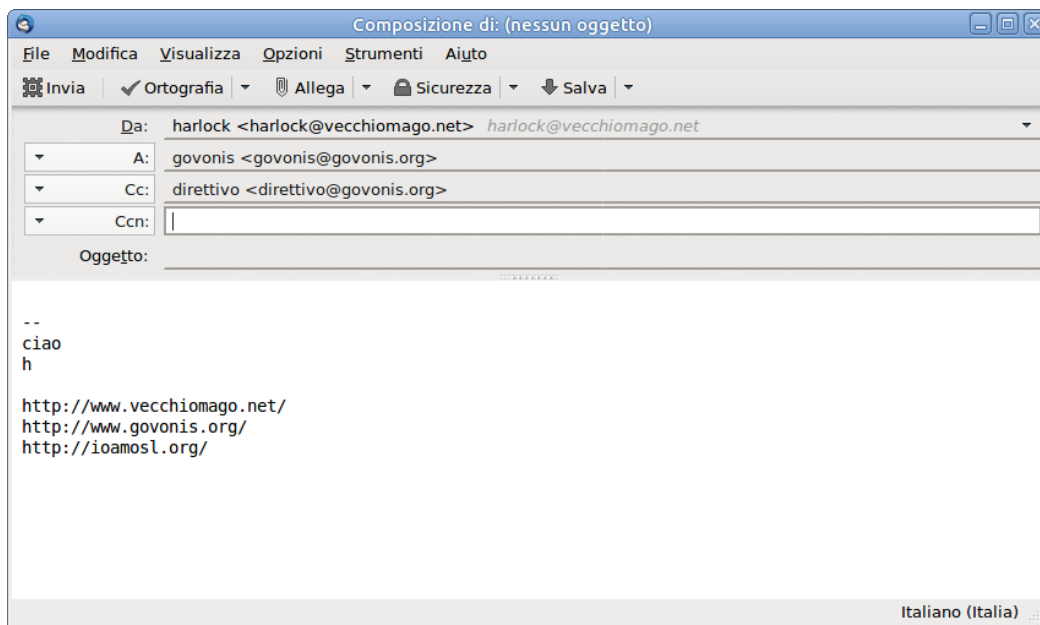 Composizione di: (nessun oggetto)
File Modifica Visualizza Opzioni Strumenti Aiuto
Invia Ortografia Allega Sicurezza Salva
Da: harlock <harlock@vecchiomago.net> harlock@vecchiomago.net
A: govonis <govonis@govonis.org>
Cc: direttivo <direttivo@govonis.org>
Ccn:
Oggetto:
--
ciao
h
http://www.vecchiomago.net/
http://www.govonis.org/
http://ioamosl.org/
Italiano (Italia)